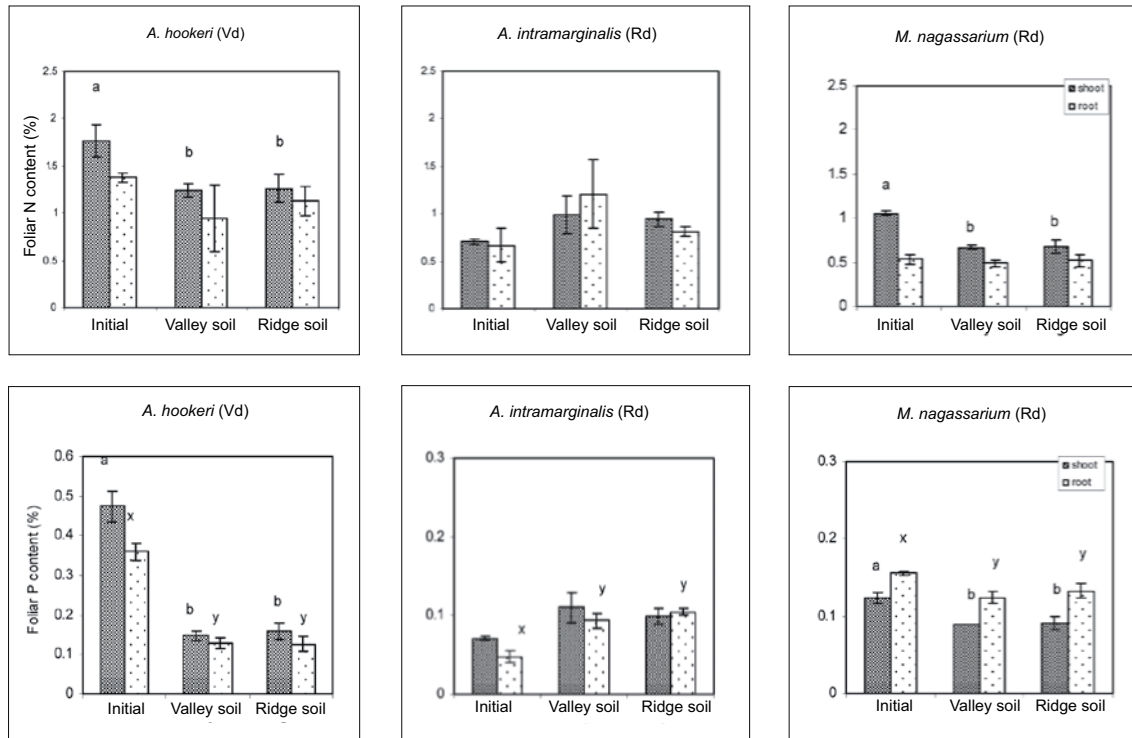 A. hookeri (Vd)
Foliar N content (%)
2.5
2
1.5
1
0.5
0
a
b
b
Initial Valley soil Ridge soil
A. intramarginalis (Rd)
2.5
2
1.5
1
0.5
0
Initial Valley soil Ridge soil
M. nagassarium (Rd)
shoot
root
2.5
2
1.5
1
0.5
0
a
b
b
Initial Valley soil Ridge soil
A. hookeri (Vd)
Foliar P content (%)
0.6
0.5
0.4
0.3
0.2
0.1
0
a
x
b
y
b
y
Initial Valley soil Ridge soil
A. intramarginalis (Rd)
0.3
0.2
0.1
0
x
y
y
Initial Valley soil Ridge soil
M. nagassarium (Rd)
shoot
root
0.3
0.2
0.1
0
a
x
b
y
b
y
Initial Valley soil Ridge soil